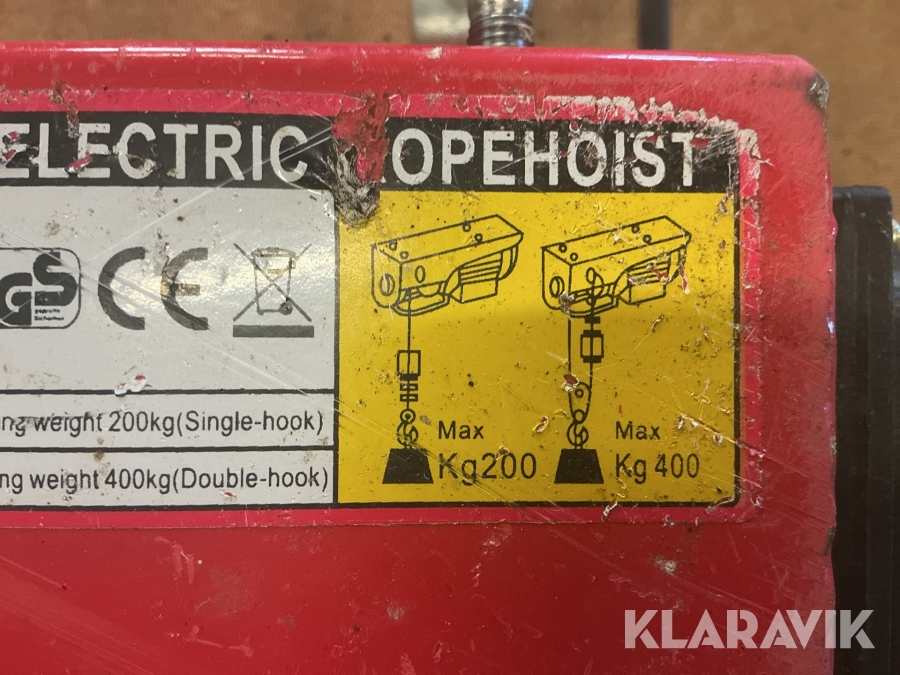 ELECTRIC ROPEHOIST
GS
CE
ng weight 200kg(Single-hook)
ng weight 400kg(Double-hook)
Max
Kg200
Max
Kg 400
KLARAVIK